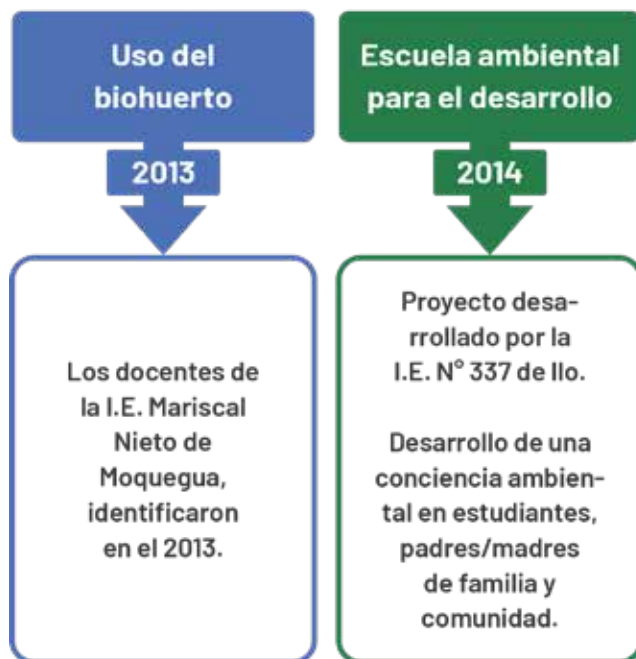 Uso del
biohuerto
2013
Los docentes de
la I.E. Mariscal
Nieto de
Moquegua,
identificaron
en el 2013.
Escuela ambiental
para el desarrollo
2014
Proyecto desa-
rrollado por la
I.E. N° 337 de Ilo.
Desarrollo de una
conciencia ambien-
tal en estudiantes,
padres/madres
de familia y
comunidad.